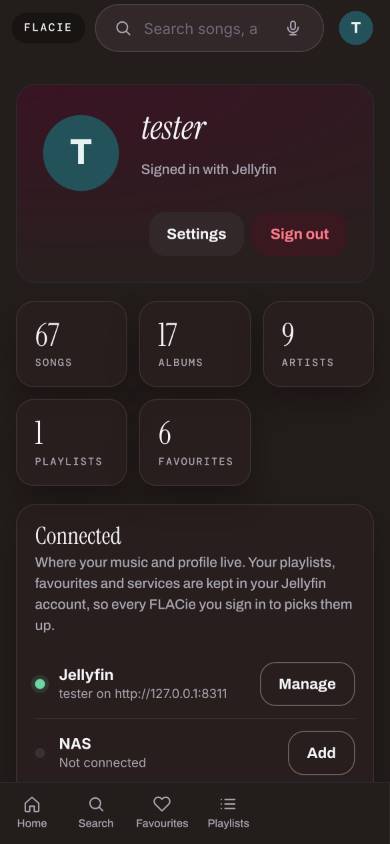 FLACIE
Search songs, a
T
T
tester
Signed in with Jellyfin
Settings
Sign out
67
SONGS
17
ALBUMS
9
ARTISTS
1
PLAYLISTS
6
FAVOURITES
Connected
Where your music and profile live. Your playlists,
favourites and services are kept in your Jellyfin
account, so every FLACie you sign in to picks them
up.
Jellyfin
tester on http://127.0.0.1:8311
Manage
NAS
Not connected
Add
Home
Search
Favourites
Playlists